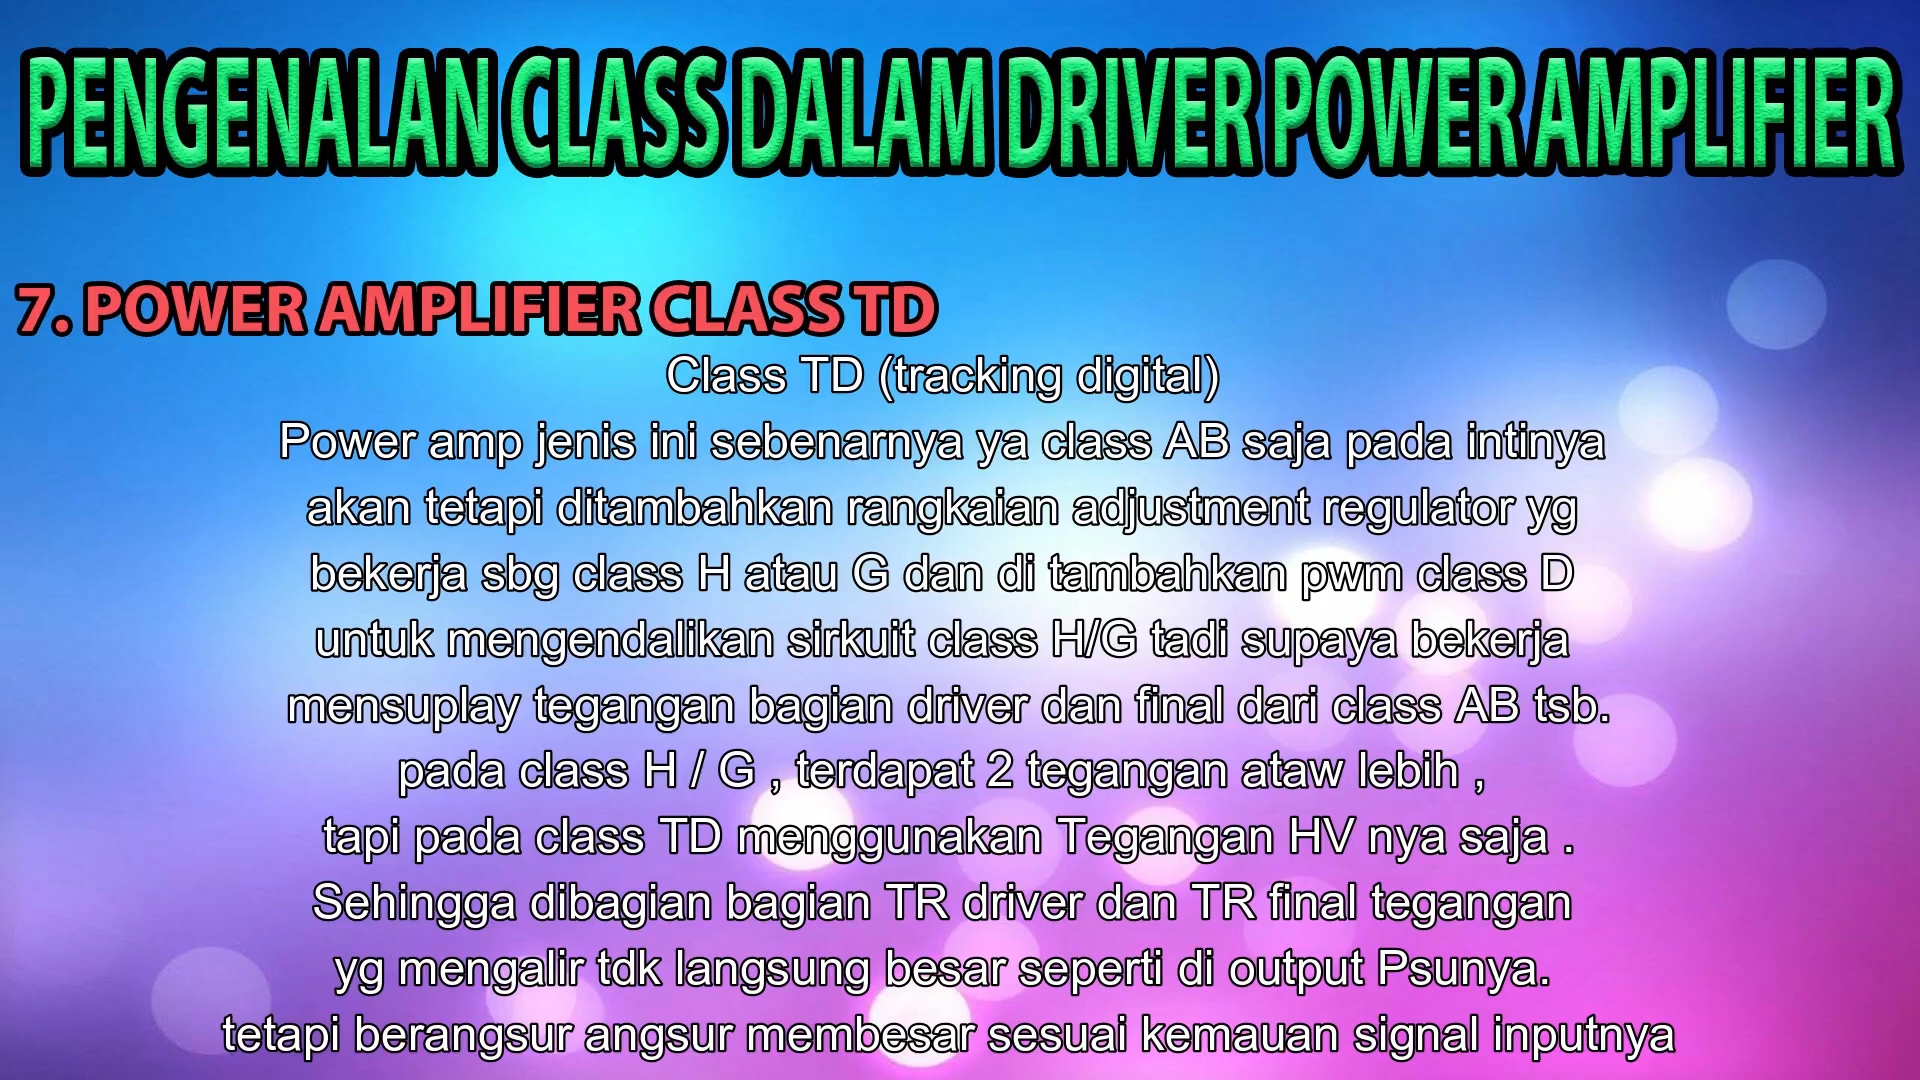 PENGENALAN CLASS DALAM DRIVER POWER AMPLIFIER
7. POWER AMPLIFIER CLASS TD
Class TD (tracking digital)
Power amp jenis ini sebenarnya ya class AB saja pada intinya
akan tetapi ditambahkan rangkaian adjustment regulator yg
bekerja sbg class H atau G dan di tambahkan pwm class D
untuk mengendalikan sirkuit class H/G tadi supaya bekerja
mensuplay tegangan bagian driver dan final dari class AB tsb.
pada class H / G , terdapat 2 tegangan ataw lebih ,
tapi pada class TD menggunakan Tegangan HV nya saja .
Sehingga dibagian bagian TR driver dan TR final tegangan
yg mengalir tdk langsung besar seperti di output Psunya.
tetapi berangsur angsur membesar sesuai kemauan signal inputnya